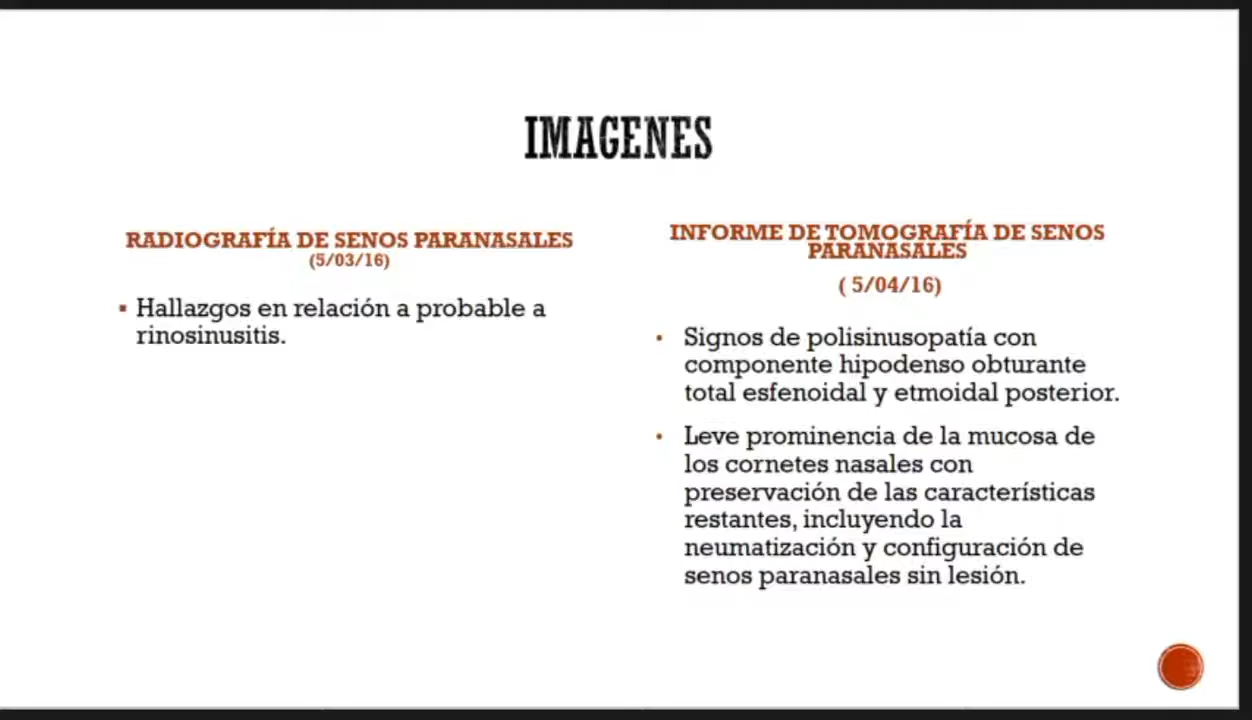 IMAGENES
RADIOGRAFÍA DE SENOS PARANASALES
(5/03/16)
▪ Hallazgos en relación a probable a
rinosinusitis.
INFORME DE TOMOGRAFÍA DE SENOS
PARANASALES
( 5/04/16)
• Signos de polisinusopatía con
componente hipodenso obturante
total esfenoidal y etmoidal posterior.
• Leve prominencia de la mucosa de
los cornetes nasales con
preservación de las características
restantes, incluyendo la
neumatización y configuración de
senos paranasales sin lesión.